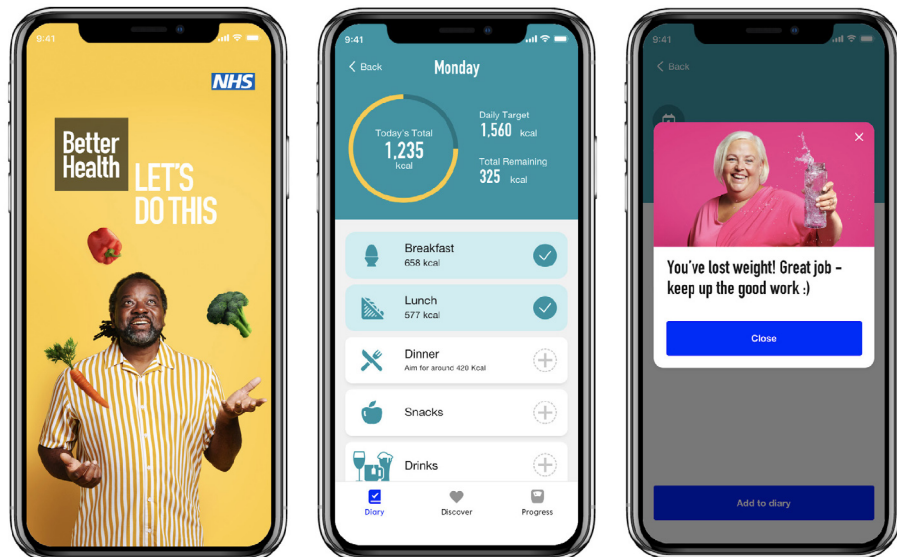 9:41
NHS
Better
Health
LET'S
DO THIS
9:41
Back
Monday
Today's Total
1,235
kcal
Daily Target
1,560 kcal
Total Remaining
325 kcal
Breakfast
658 kcal
Lunch
577 kcal
Dinner
Aim for around 420 Kcal
Snacks
Drinks
Diary
Discover
Progress
9:41
Back
You've lost weight! Great job –
keep up the good work :)
Close
Add to diary